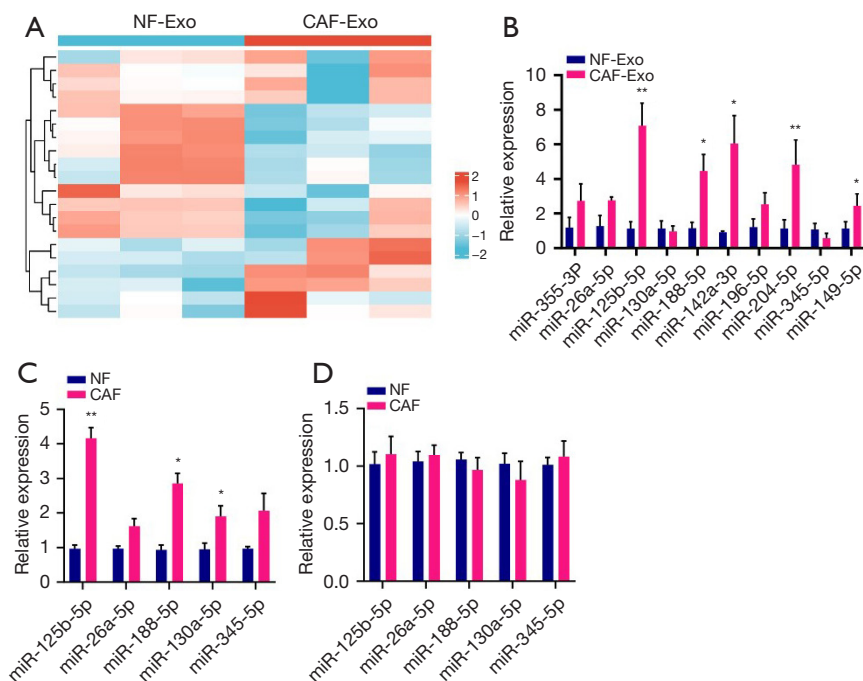 A
NF-Exo CAF-Exo
2
1
0
−1
−2
B
NF-Exo
CAF-Exo
Relative expression
10
8
6
4
2
0
** * * ** *
miR-355-3P
miR-26a-5p
miR-125b-5p
miR-130a-5p
miR-188-5p
miR-142a-3p
miR-196-5p
miR-204-5p
miR-345-5p
miR-149-5p
C
NF
CAF
Relative expression
5
4
3
2
1
0
** * *
miR-125b-5p
miR-26a-5p
miR-188-5p
miR-130a-5p
miR-345-5p
D
NF
CAF
Relative expression
1.5
1.0
0.5
0.0
miR-125b-5p
miR-26a-5p
miR-188-5p
miR-130a-5p
miR-345-5p